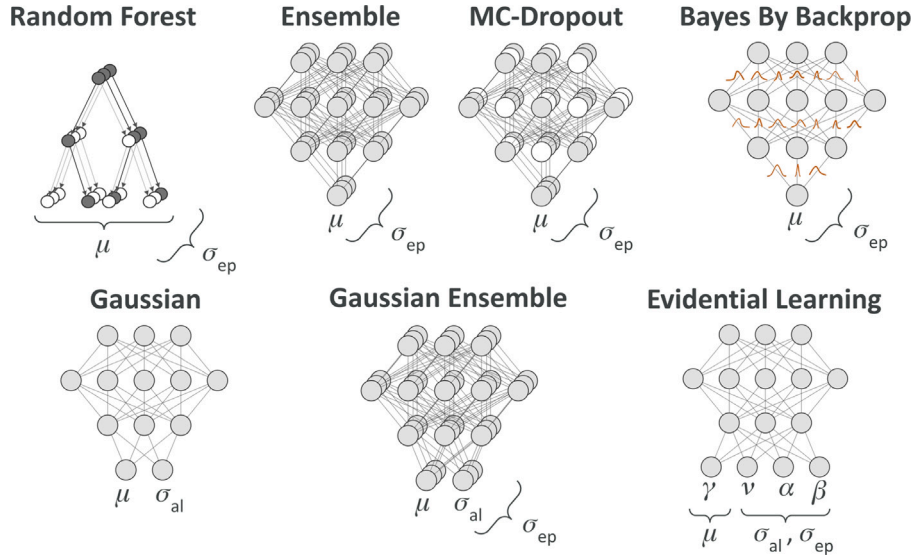 Random Forest
Ensemble
MC-Dropout
Bayes By Backprop
μ
σep
μ
σep
μ
σep
μ
σep
Gaussian
Gaussian Ensemble
Evidential Learning
μ σal
μ σal
σep
γ ν α β
μ σal, σep